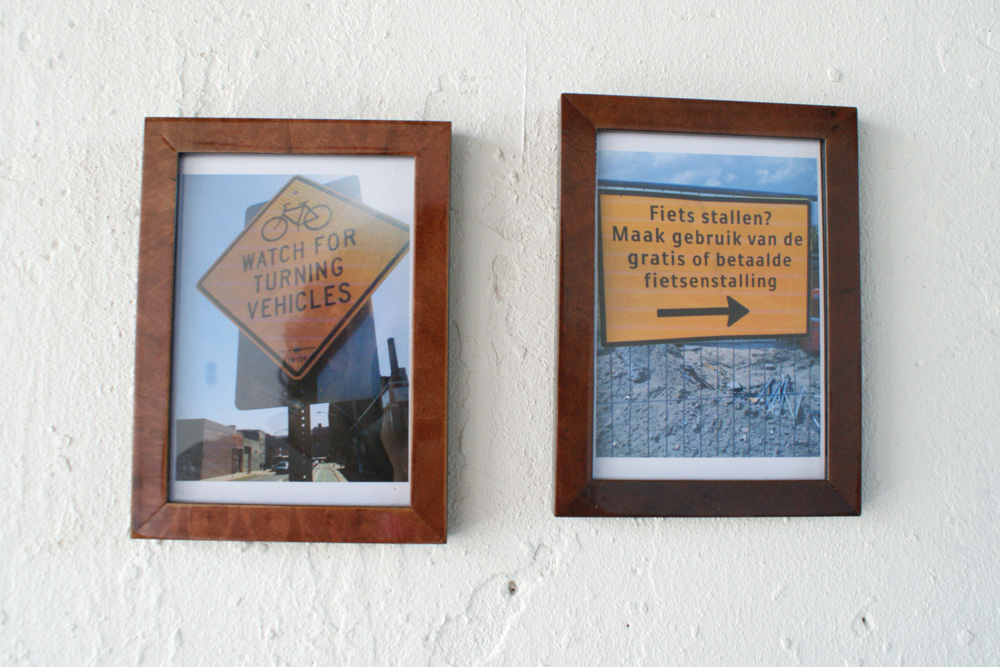 WATCH FOR
TURNING
VEHICLES
Fiets stallen?
Maak gebruik van de
gratis of betaalde
fietsenstalling